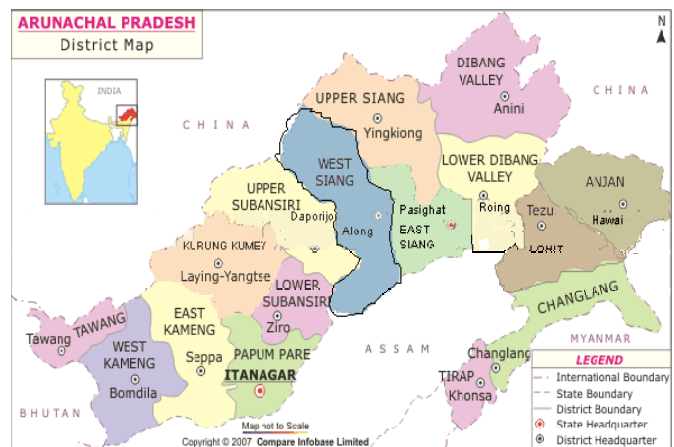 ARUNACHAL PRADESH
District Map
N
INDIA
CHINA
CHINA
DIBANG
VALLEY
Anini
UPPER SIANG
Yingkiong
WEST
SIANG
Along
LOWER DIBANG
VALLEY
Roing
ANJAN
Hawai
Tezu
LOHIT
UPPER
SUBANSIRI
Daporijo
Pasighat
EAST
SIANG
KURUNG KUMEY
Laying-Yangtse
LOWER
SUBANSIRI
Ziro
CHANGLANG
Changlang
TAWANG
Tawang
WEST
KAMENG
Bomdila
EAST
KAMENG
Seppa
PAPUM PARE
ITANAGAR
ASSAM
MYANMAR
TIRAP
Khonsa
BHUTAN
LEGEND
International Boundary
State Boundary
District Boundary
State Headquarter
District Headquarter
Map not to Scale
Copyright © 2007 Compare Infobase Limited